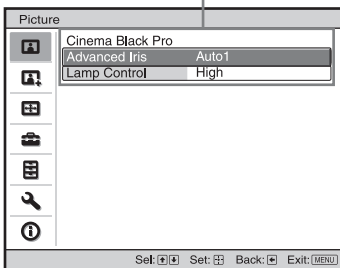 Picture
Cinema Black Pro
Advanced Iris Auto1
Lamp Control High
Sel: Set: Back: Exit: MENU